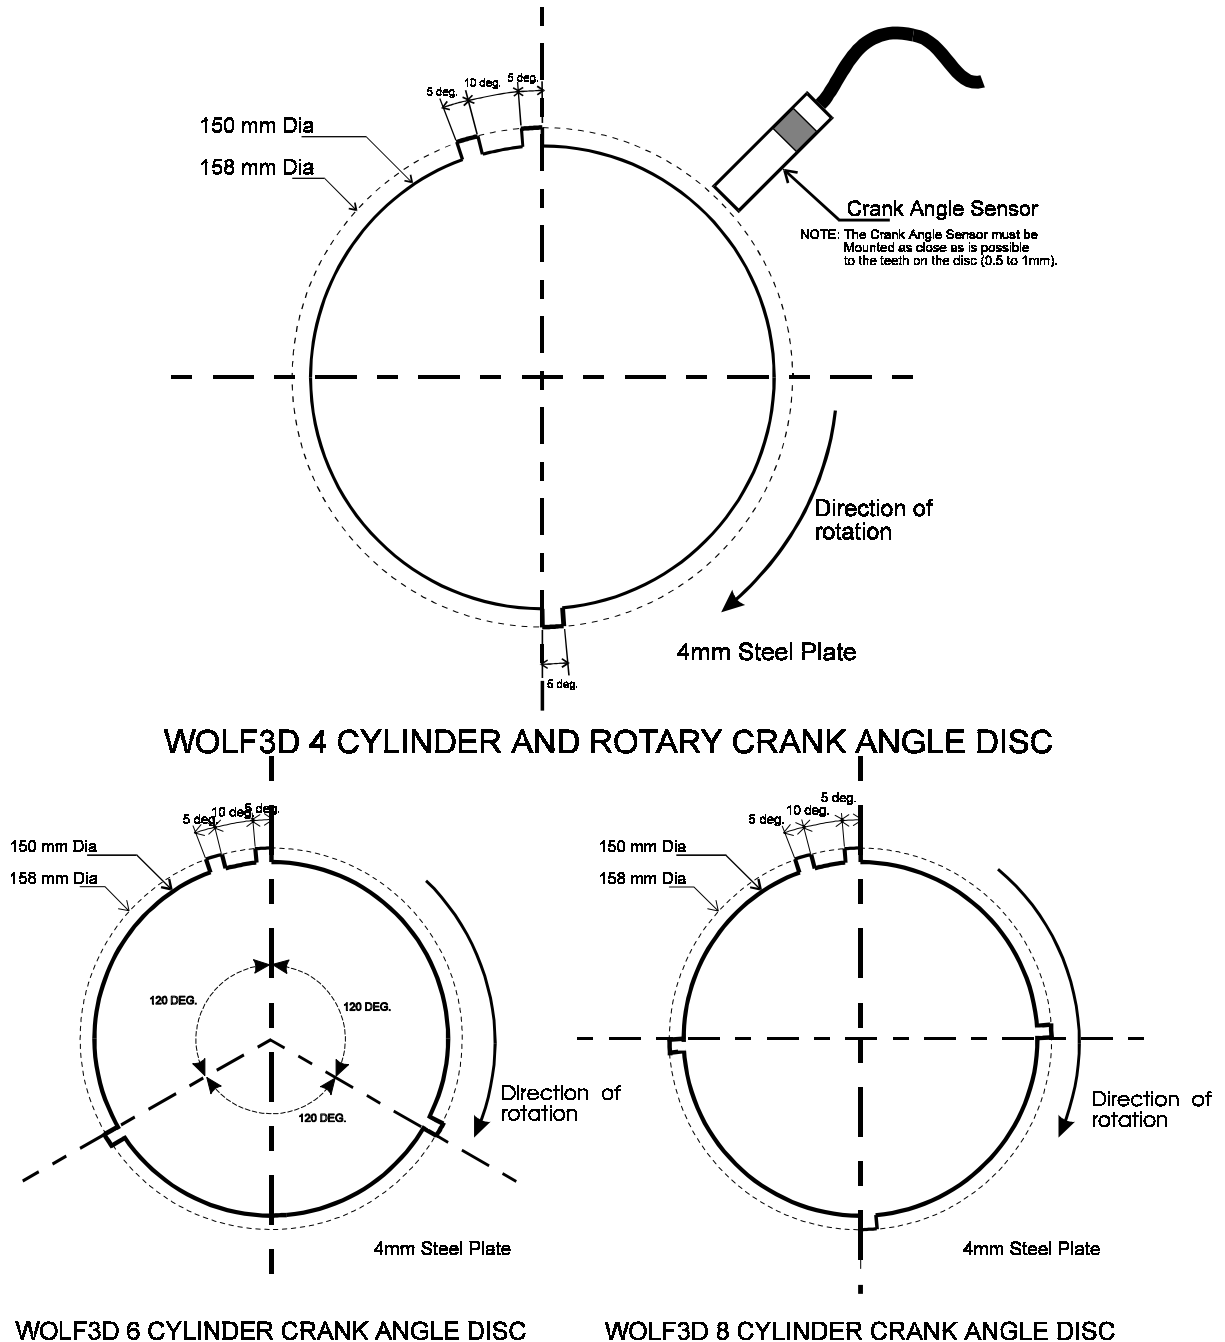 5 deg.
10 deg.
5 deg.
150 mm Dia
158 mm Dia
Crank Angle Sensor
NOTE: The Crank Angle Sensor must be
Mounted as close as is possible
to the teeth on the disc (0.5 to 1mm).
Direction of
rotation
4mm Steel Plate
5 deg.
WOLF3D 4 CYLINDER AND ROTARY CRANK ANGLE DISC
5 deg.
10 deg.
5 deg.
150 mm Dia
158 mm Dia
120 DEG.
120 DEG.
120 DEG.
Direction of
rotation
4mm Steel Plate
WOLF3D 6 CYLINDER CRANK ANGLE DISC
5 deg.
10 deg.
5 deg.
150 mm Dia
158 mm Dia
Direction of
rotation
4mm Steel Plate
WOLF3D 8 CYLINDER CRANK ANGLE DISC